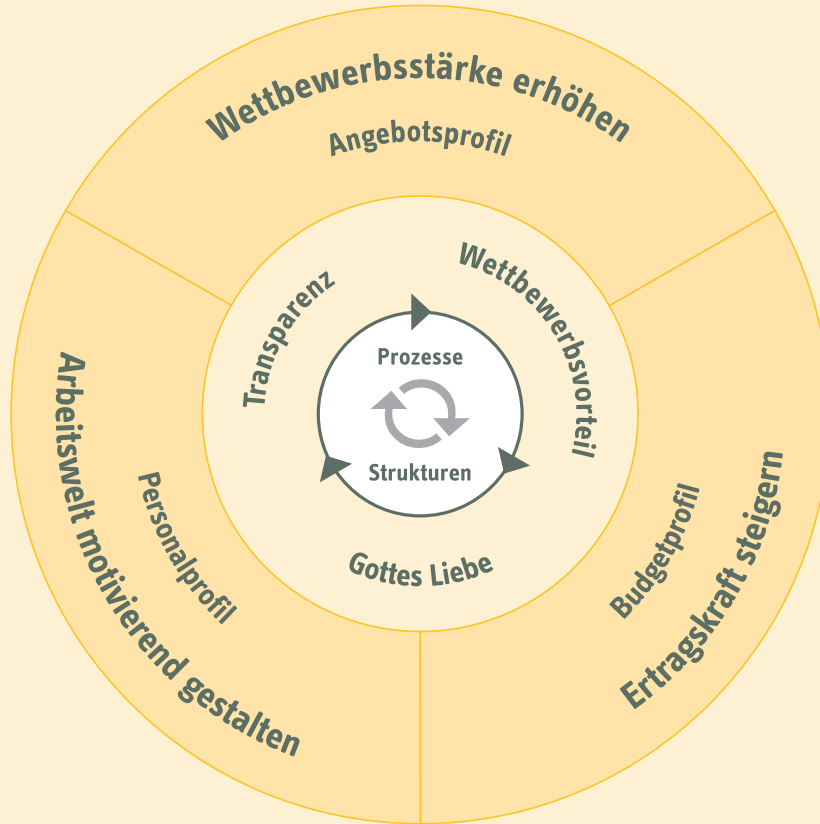 Wettbewerbsstärke erhöhen
Angebotsprofil
Transparenz
Wettbewerbsvorteil
Prozesse
Strukturen
Gottes Liebe
Arbeitswelt motivierend gestalten
Personalprofil
Budgetprofil
Ertragskraft steigern